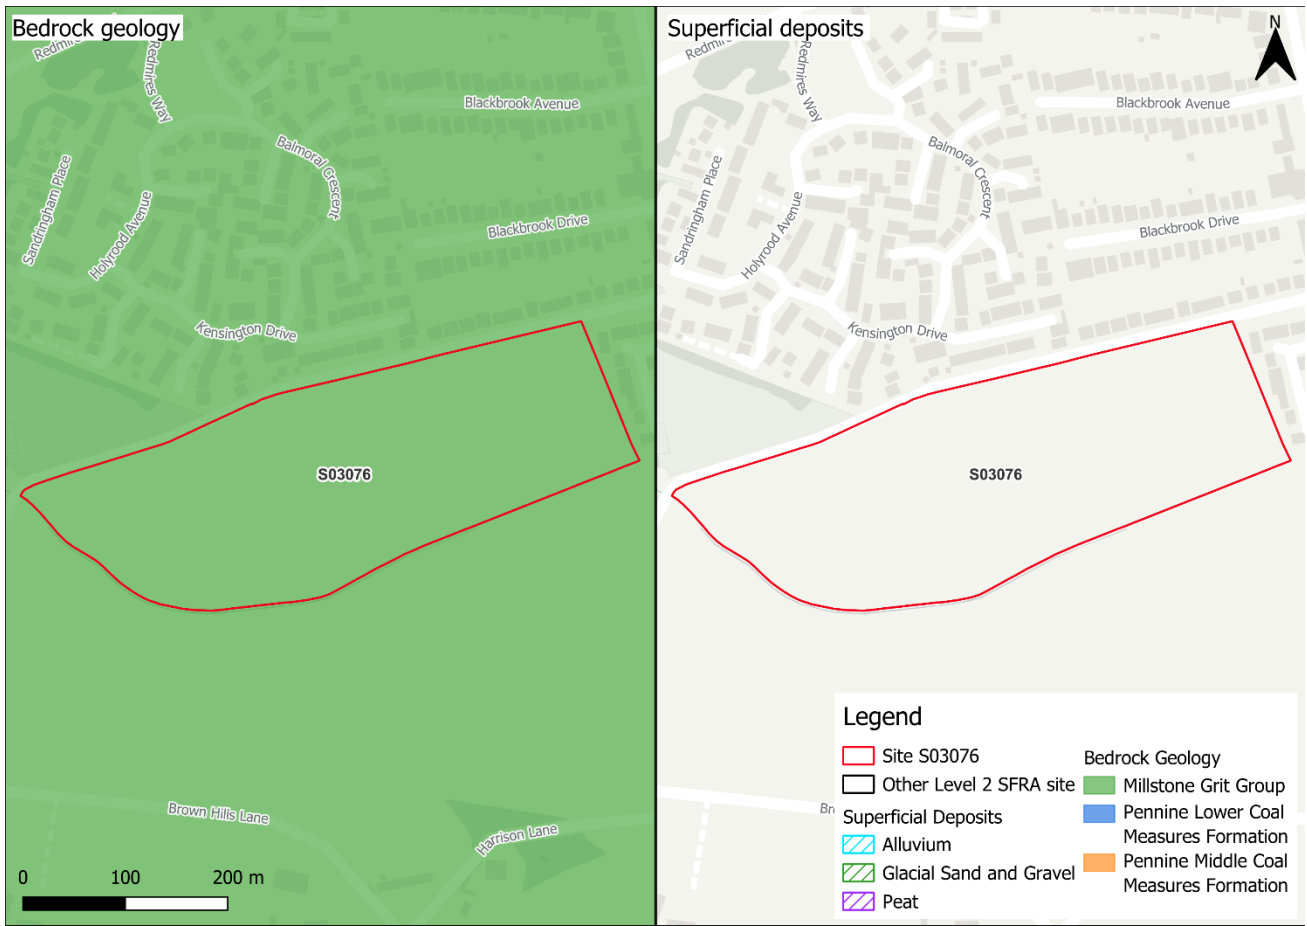 Bedrock geology
Redmire
Redmires Way
Blackbrook Avenue
Balmoral Crescent
Sandringham Place
Holyrood Avenue
Blackbrook Drive
Kensington Drive
S03076
Brown Hills Lane
Harrison Lane
0 100 200 m
Superficial deposits
N
Redmir
Redmires Way
Blackbrook Avenue
Balmoral Crescent
Sandringham Place
Holyrood Avenue
Blackbrook Drive
Kensington Drive
S03076
Br
Legend
Site S03076
Other Level 2 SFRA site
Superficial Deposits
Alluvium
Glacial Sand and Gravel
Peat
Bedrock Geology
Millstone Grit Group
Pennine Lower Coal
Measures Formation
Pennine Middle Coal
Measures Formation